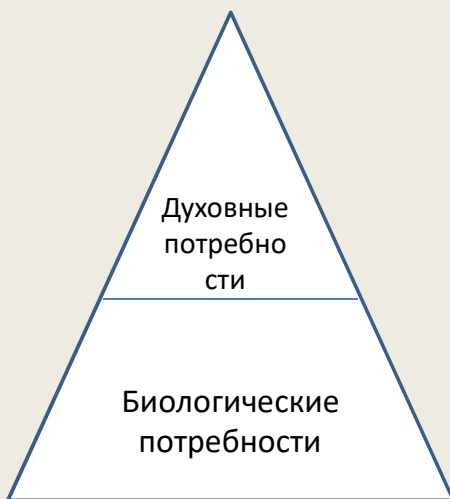 Духовные
потребно
сти
Биологические
потребности